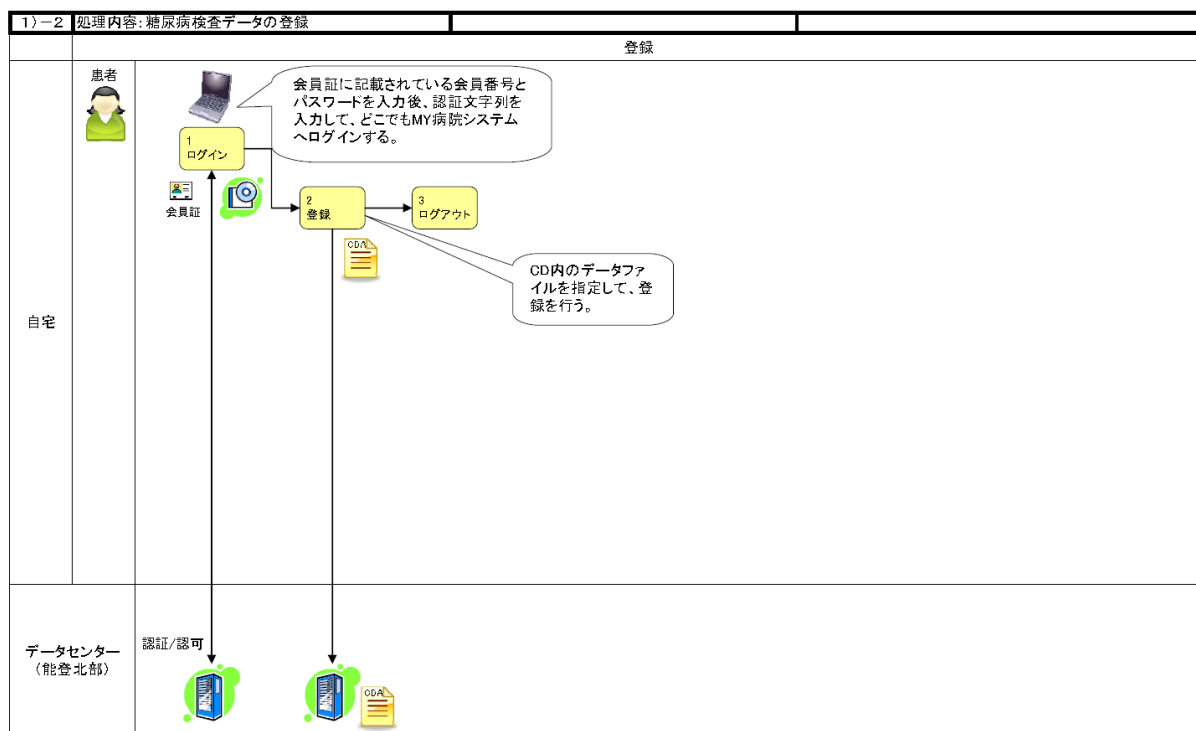 1)－2 処理内容：糖尿病検査データの登録
登録
患者
会員証に記載されている会員番号と
パスワードを入力後、認証文字列を
入力して、どこでもMY病院システム
へログインする。
1
ログイン
会員証
2
登録
3
ログアウト
CDA
CD内のデータファ
イルを指定して、登
録を行う。
自宅
データセンター
（能登北部）
認証/認可
CDA